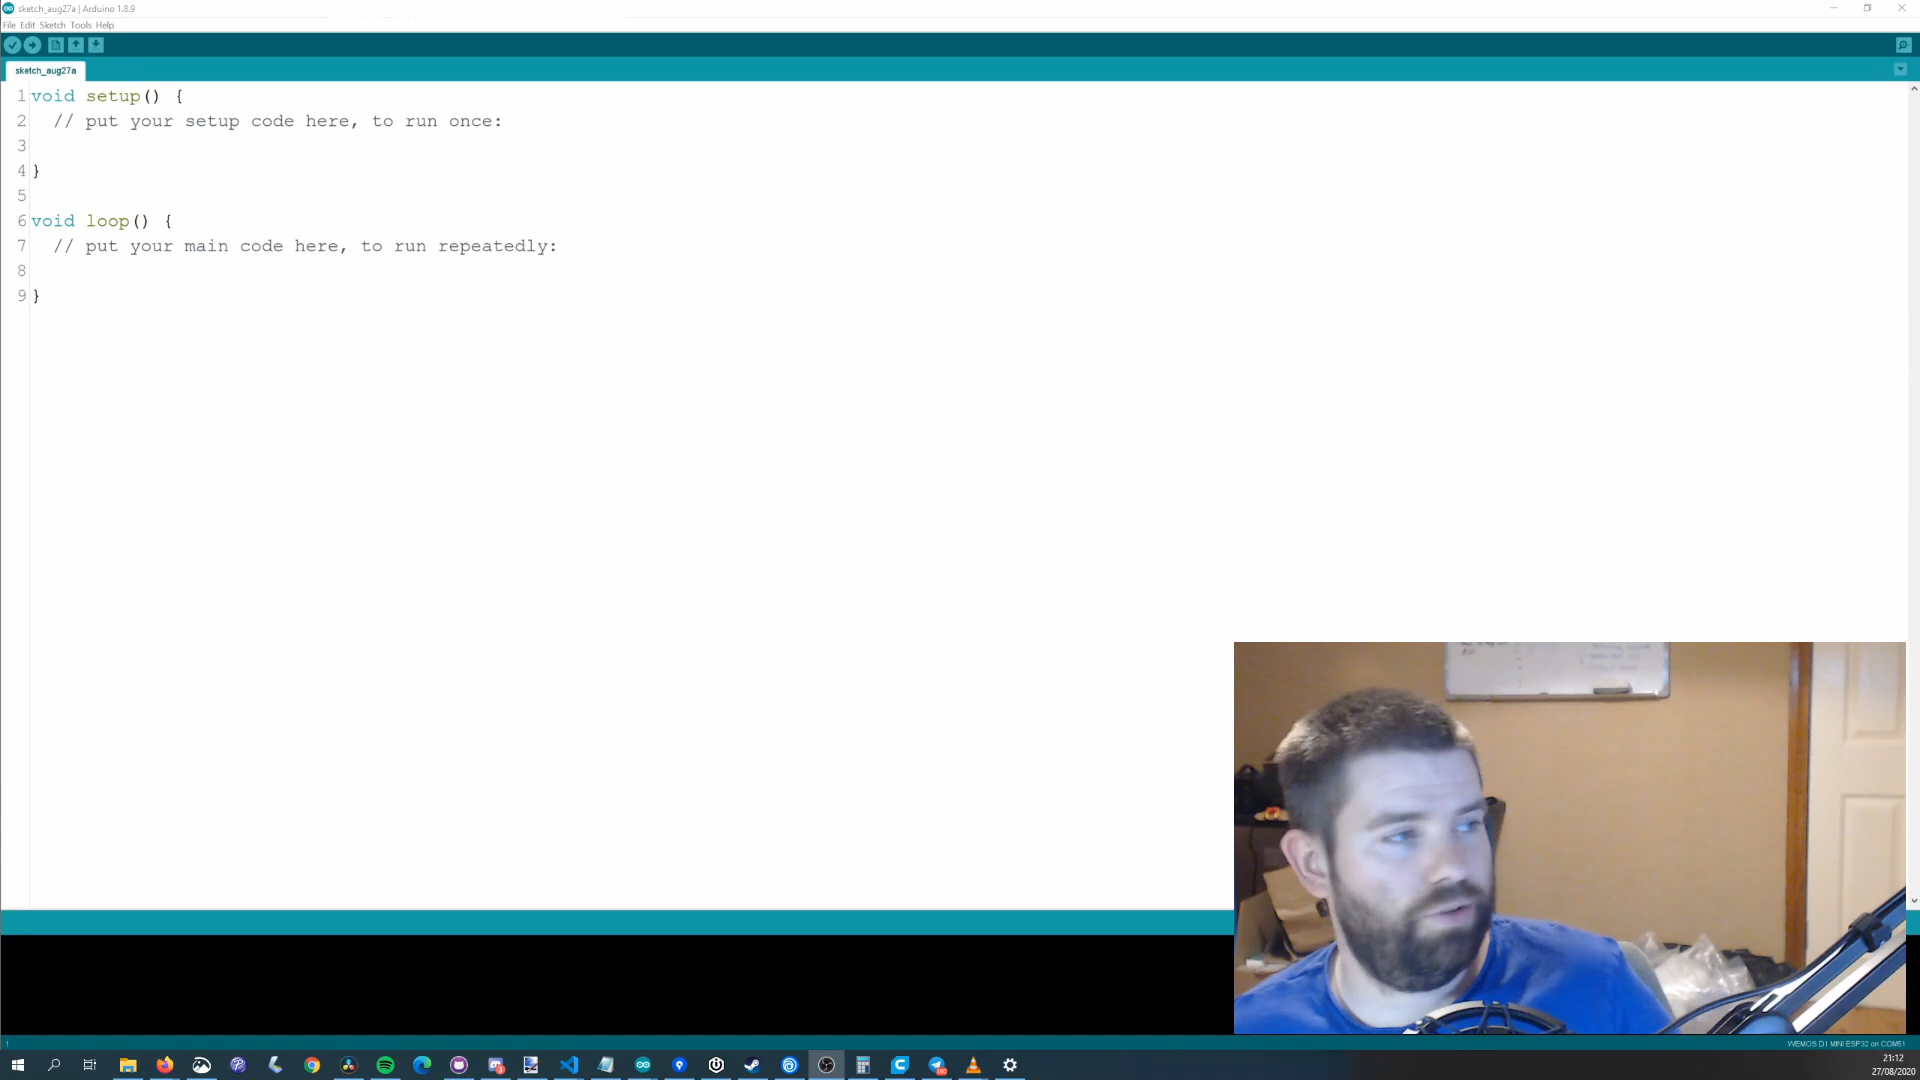 sketch_aug27a | Arduino 1.8.9
File Edit Sketch Tools Help
sketch_aug27a
1 void setup() {
2 // put your setup code here, to run once:
3
4 }
5
6 void loop() {
7 // put your main code here, to run repeatedly:
8
9 }
1
WEMOS D1 MINI ESP32 on COM51
21:12
27/08/2020